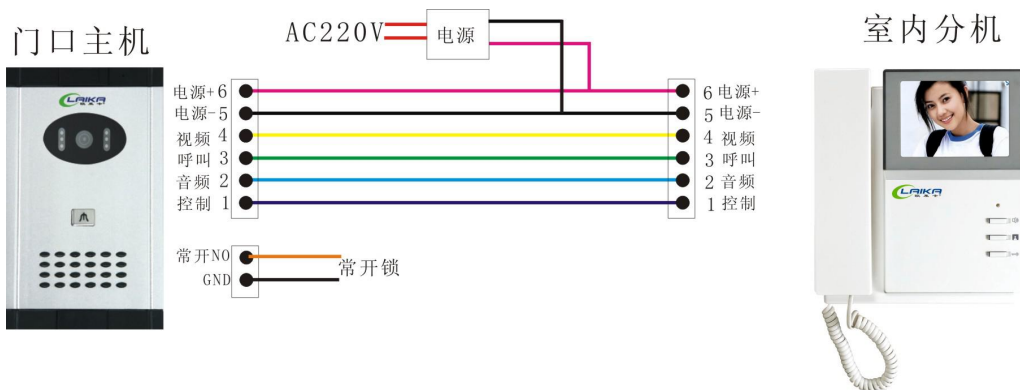 门口主机
AC220V
电源
室内分机
LAIKA
电源+ 6
电源- 5
视频 4
呼叫 3
音频 2
控制 1
6 电源+
5 电源-
4 视频
3 呼叫
2 音频
1 控制
LAIKA
常开NO
GND
常开锁